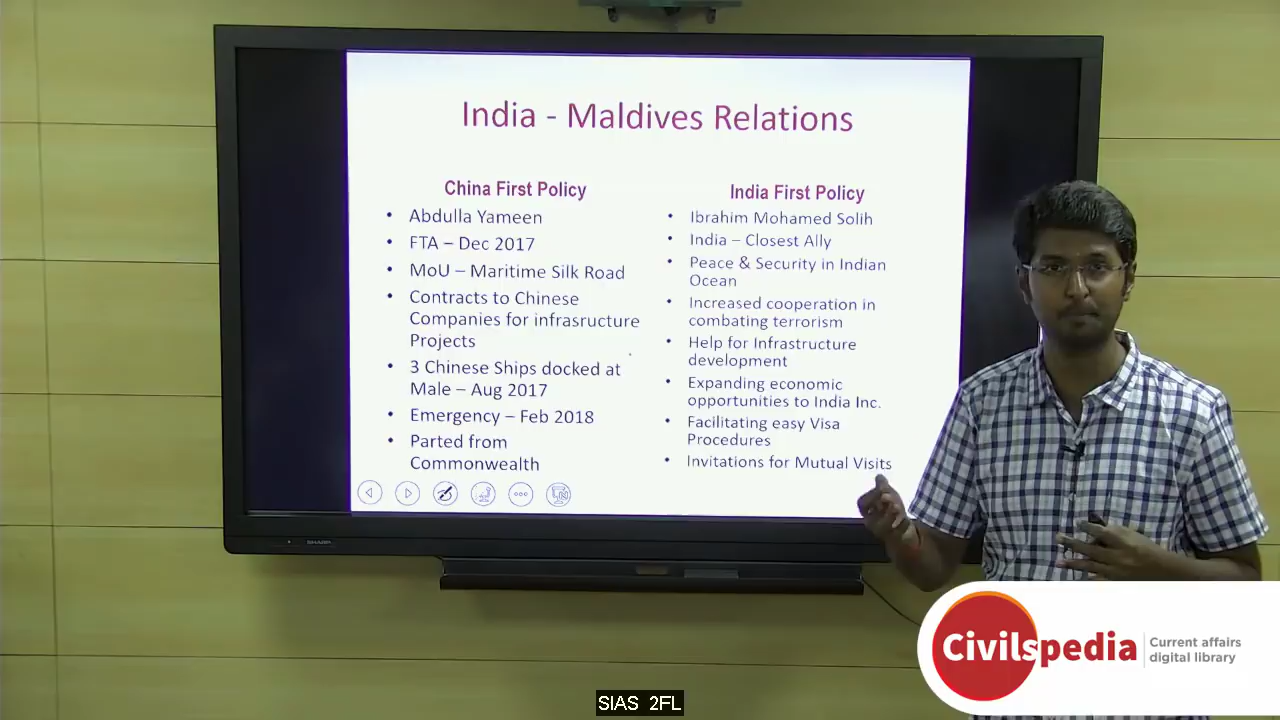 India - Maldives Relations
China First Policy
• Abdulla Yameen
• FTA – Dec 2017
• MoU – Maritime Silk Road
• Contracts to Chinese
Companies for infrasructure
Projects
• 3 Chinese Ships docked at
Male – Aug 2017
• Emergency – Feb 2018
• Parted from
Commonwealth
India First Policy
• Ibrahim Mohamed Solih
• India – Closest Ally
• Peace & Security in Indian
Ocean
• Increased cooperation in
combating terrorism
• Help for Infrastructure
development
• Expanding economic
opportunities to India Inc.
• Facilitating easy Visa
Procedures
• Invitations for Mutual Visits
SHARP
Civilspedia
Current affairs
digital library
SIAS 2FL